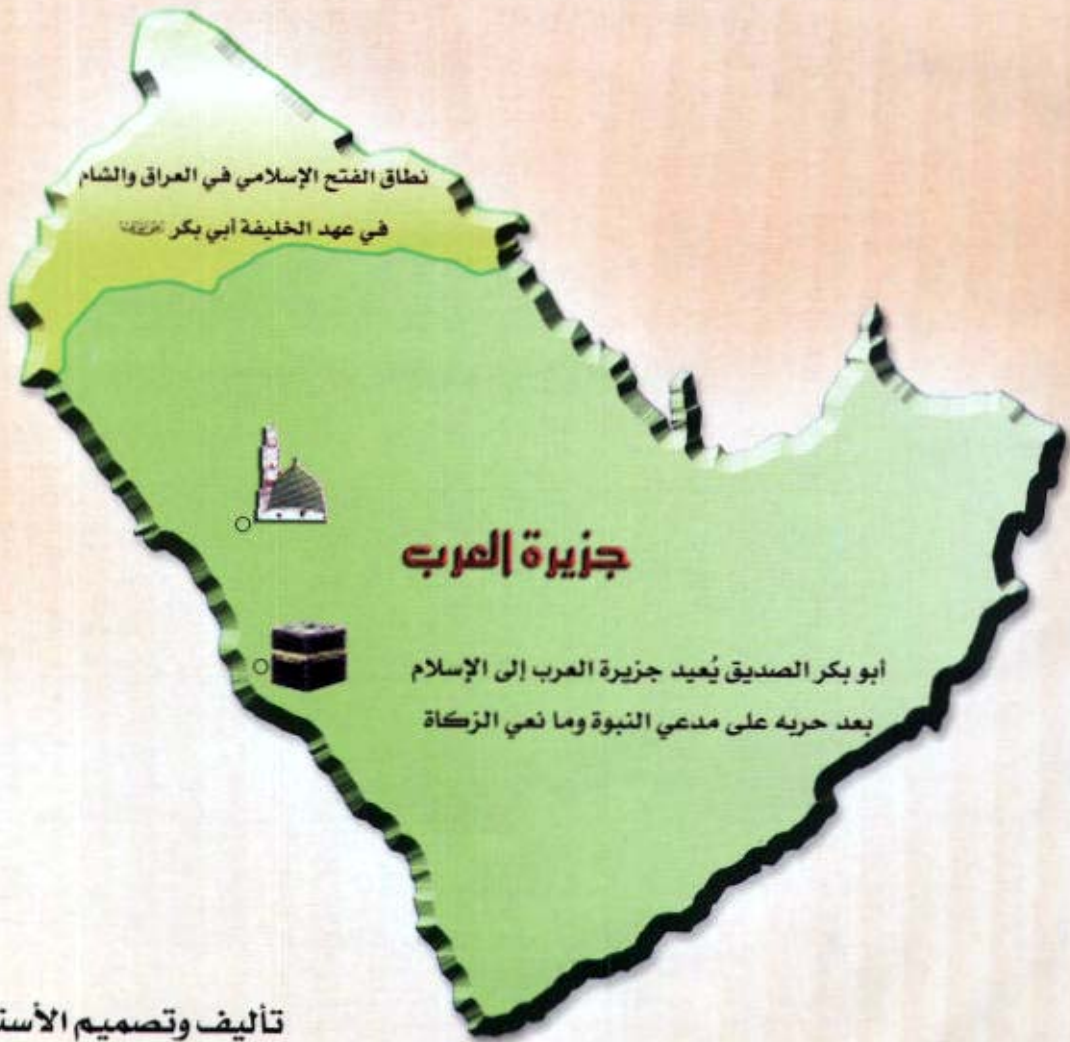 نطاق الفتح الإسلامي في العراق والشام
في عهد الخليفة أبي بكر
جزيرة العرب
أبو بكر الصديق يُعيد جزيرة العرب إلى الإسلام
بعد حربه على مدعي النبوة وما نعي الزكاة
تأليف وتصميم